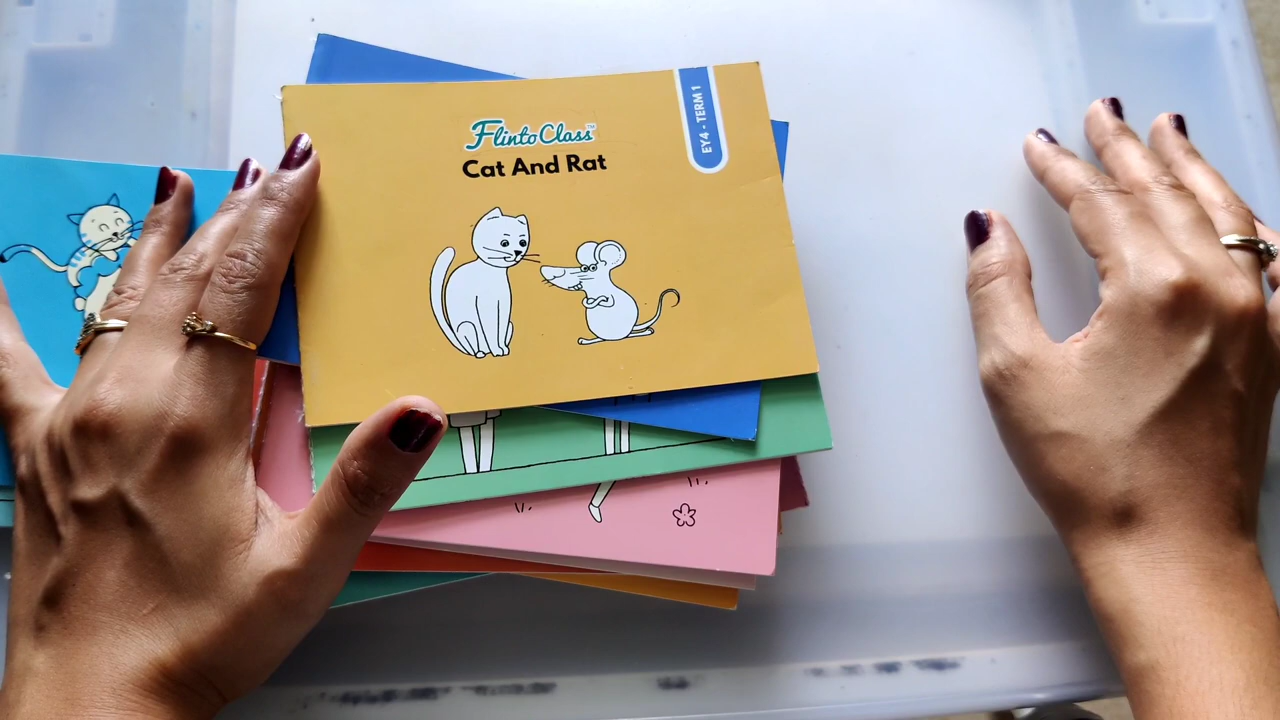 FlintoClass™
Cat And Rat
EY4 - TERM 1